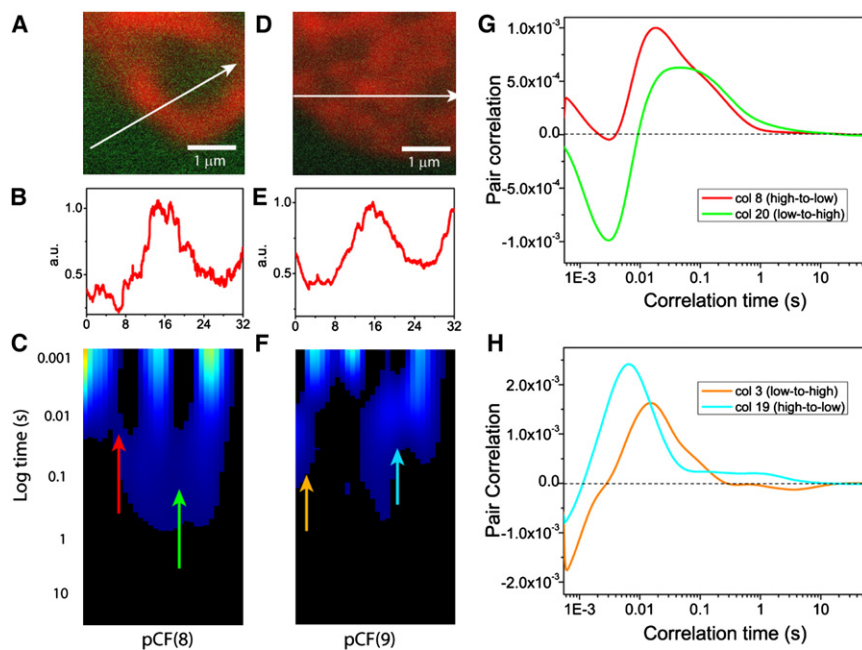 A
1 μm
D
1 μm
B
a.u.
1.0
0.5
0 8 16 24 32
E
a.u.
1.0
0.5
0 8 16 24 32
C
Log time (s)
0.001
0.01
0.1
1
10
pCF(8)
F
pCF(9)
G
Pair correlation
1.0x10-3
5.0x10-4
0.0
-5.0x10-4
-1.0x10-3
col 8 (high-to-low)
col 20 (low-to-high)
1E-3 0.01 0.1 1 10
Correlation time (s)
H
Pair Correlation
2.0x10-3
1.0x10-3
0.0
-1.0x10-3
-2.0x10-3
col 3 (low-to-high)
col 19 (high-to-low)
1E-3 0.01 0.1 1 10
Correlation time (s)